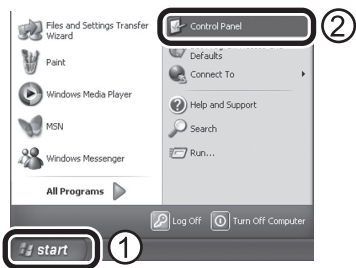 Files and Settings Transfer
Wizard
Paint
Windows Media Player
MSN
Windows Messenger
All Programs
Control Panel
②
Defaults
Connect To
Help and Support
Search
Run...
Log Off
Turn Off Computer
start
①